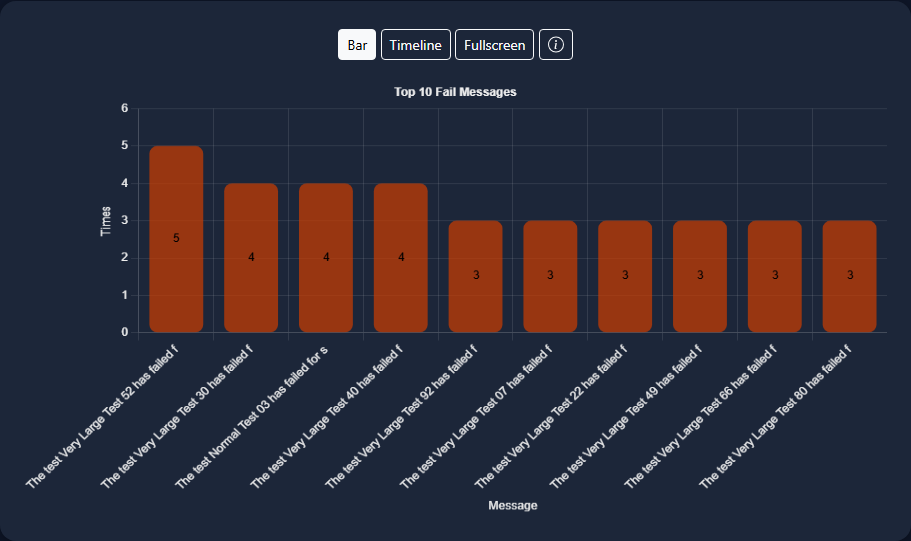 Bar Timeline Fullscreen
Top 10 Fail Messages
6
5
4
3
2
1
0
Times
5 4 4 4 3 3 3 3 3 3
The test Very Large Test 52 has failed f
The test Very Large Test 30 has failed f
The test Normal Test 03 has failed for s
The test Very Large Test 40 has failed f
The test Very Large Test 92 has failed f
The test Very Large Test 07 has failed f
The test Very Large Test 22 has failed f
The test Very Large Test 49 has failed f
The test Very Large Test 66 has failed f
The test Very Large Test 80 has failed f
Message